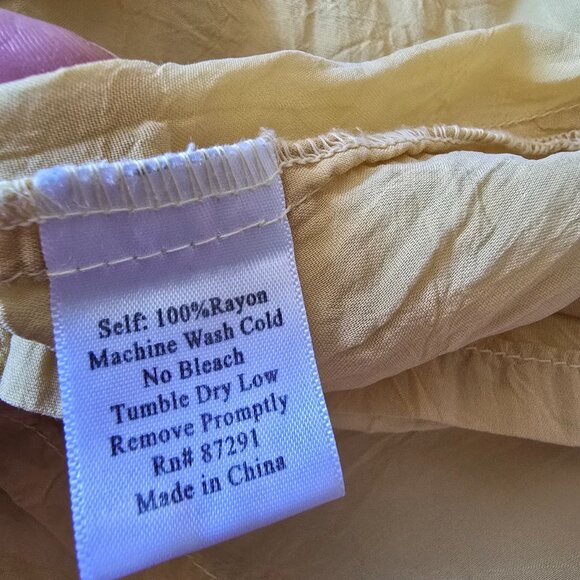 Self: 100%Rayon
Machine Wash Cold
No Bleach
Tumble Dry Low
Remove Promptly
Rn# 87291
Made in China